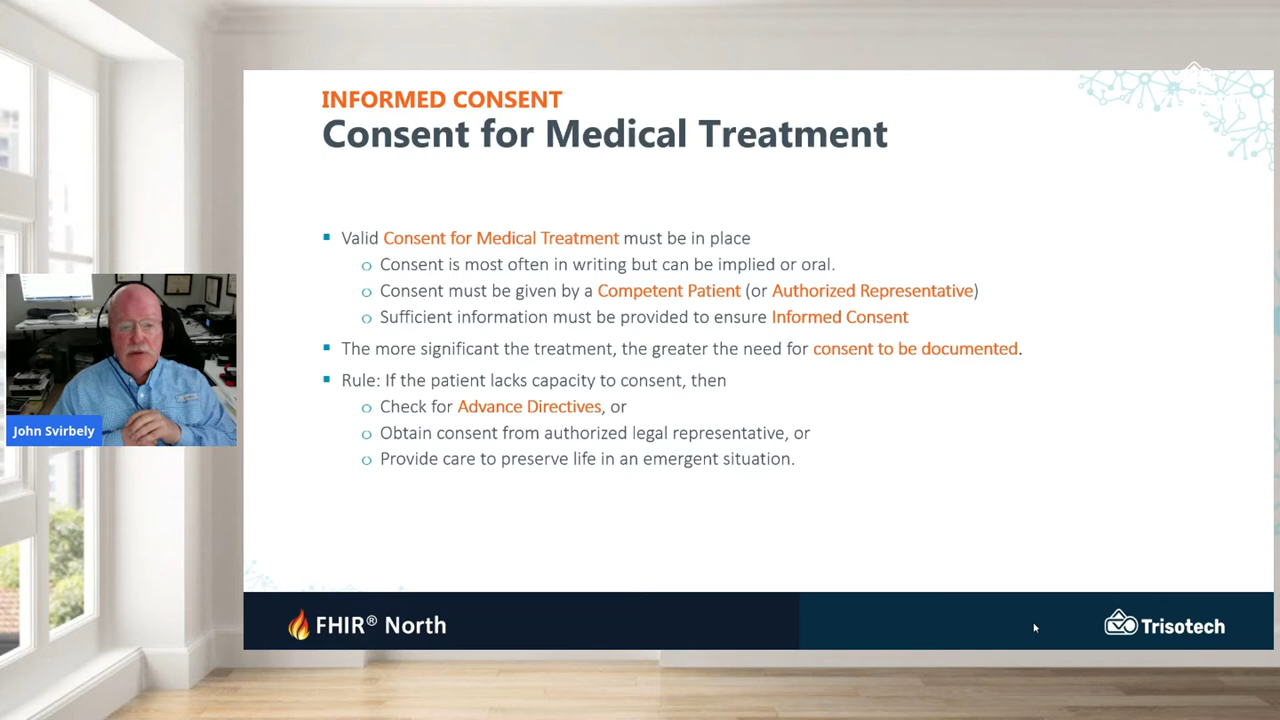 INFORMED CONSENT
Consent for Medical Treatment
▪ Valid Consent for Medical Treatment must be in place
o Consent is most often in writing but can be implied or oral.
o Consent must be given by a Competent Patient (or Authorized Representative)
o Sufficient information must be provided to ensure Informed Consent
▪ The more significant the treatment, the greater the need for consent to be documented.
▪ Rule: If the patient lacks capacity to consent, then
o Check for Advance Directives, or
o Obtain consent from authorized legal representative, or
o Provide care to preserve life in an emergent situation.
John Svirbely
FHIR® North
Trisotech